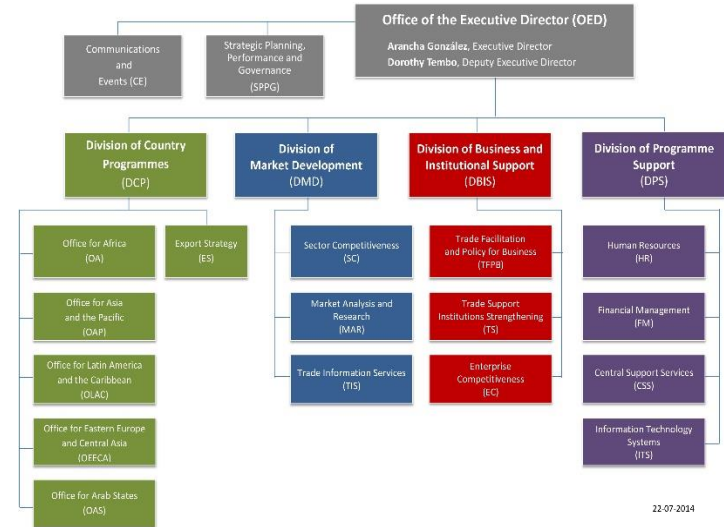 Office of the Executive Director (OED)
Arancha González, Executive Director
Dorothy Tembo, Deputy Executive Director
Communications
and
Events (CE)
Strategic Planning,
Performance and
Governance
(SPPG)
Division of Country
Programmes
(DCP)
Division of
Market Development
(DMD)
Division of Business and
Institutional Support
(DBIS)
Division of Programme
Support
(DPS)
Office for Africa
(OA)
Export Strategy
(ES)
Office for Asia
and the Pacific
(OAP)
Office for Latin America
and the Caribbean
(OLAC)
Office for Eastern Europe
and Central Asia
(OEECA)
Office for Arab States
(OAS)
Sector Competitiveness
(SC)
Market Analysis and
Research
(MAR)
Trade Information Services
(TIS)
Trade Facilitation
and Policy for Business
(TFPB)
Trade Support
Institutions Strengthening
(TS)
Enterprise
Competitiveness
(EC)
Human Resources
(HR)
Financial Management
(FM)
Central Support Services
(CSS)
Information Technology
Systems
(ITS)
22-07-2014